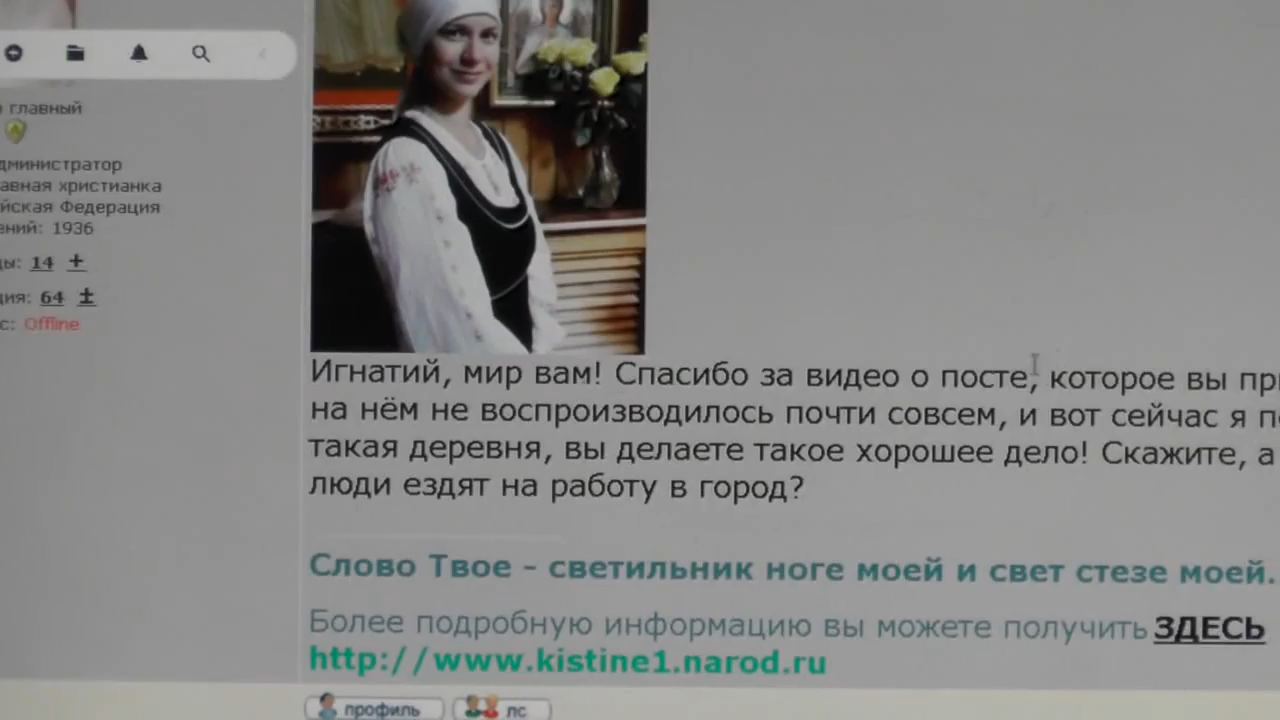 главный
дминистратор
авная христианка
йская Федерация
ений: 1936
ды: 14 ±
ция: 64 ±
с: Offline
Игнатий, мир вам! Спасибо за видео о посте, которое вы пр
на нём не воспроизводилось почти совсем, и вот сейчас я п
такая деревня, вы делаете такое хорошее дело! Скажите, а
люди ездят на работу в город?
Слово Твое - светильник ноге моей и свет стезе моей.
Более подробную информацию вы можете получить ЗДЕСЬ
http://www.kistine1.narod.ru
профиль лс